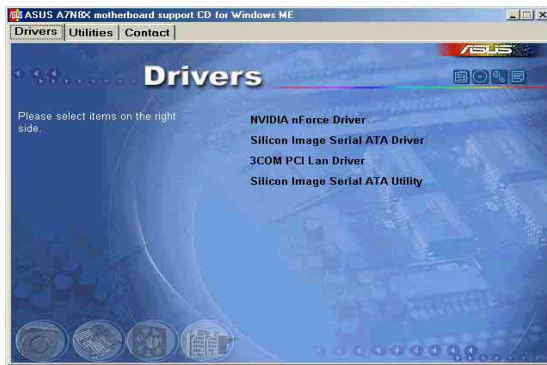 ASUS A7N8X motherboard support CD for Windows ME
Drivers Utilities Contact
ASUS
Drivers
Please select items on the right
side.
NVIDIA nForce Driver
Silicon Image Serial ATA Driver
3COM PCI Lan Driver
Silicon Image Serial ATA Utility